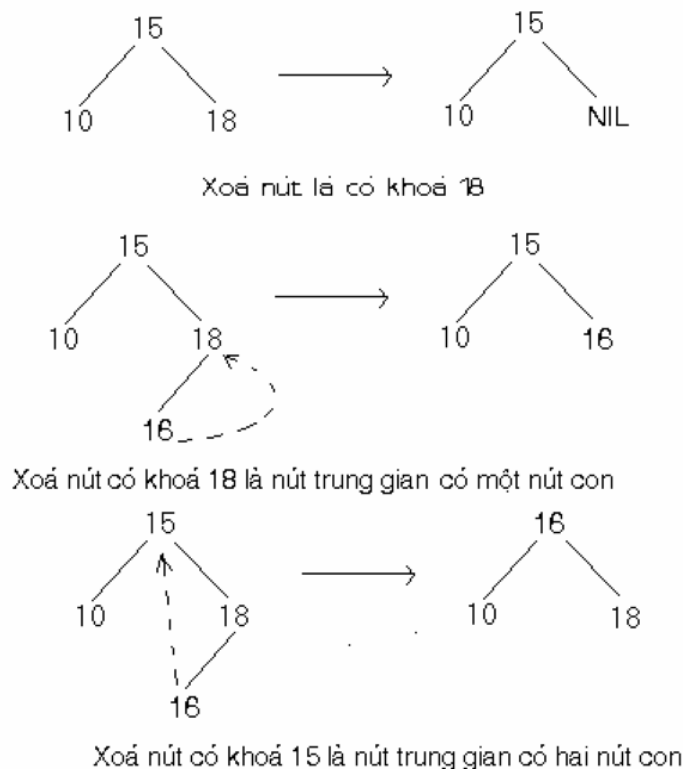 15 15
10 18 10 NIL
Xoá nút lá có khoá 18
15 15
10 18 10 16
16
Xoá nút có khoá 18 là nút trung gian có một nút con
15 16
10 18 10 18
16
Xoá nút có khoá 15 là nút trung gian có hai nút con